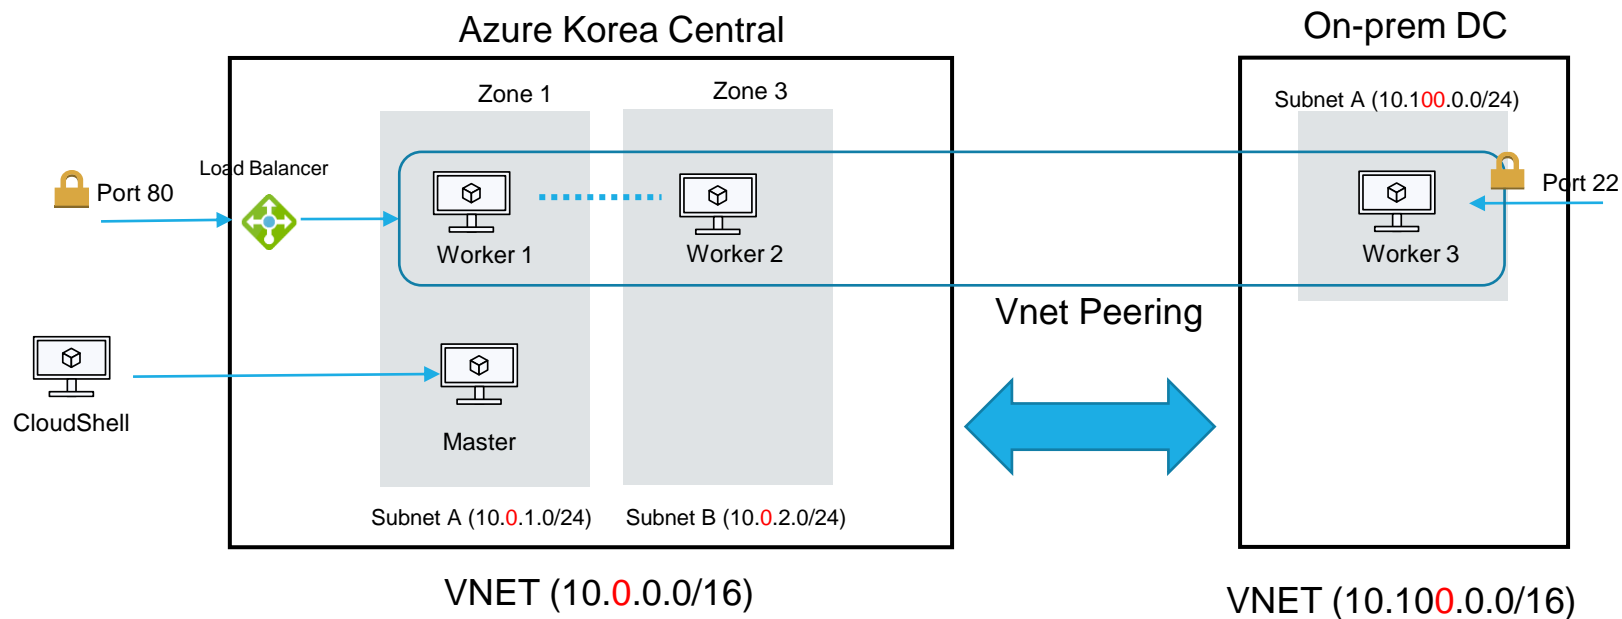 Azure Korea Central
On-prem DC
Zone 1
Zone 3
Subnet A (10.100.0.0/24)
Load Balancer
Port 80
Port 22
Worker 1
Worker 2
Worker 3
Vnet Peering
CloudShell
Master
Subnet A (10.0.1.0/24)
Subnet B (10.0.2.0/24)
VNET (10.0.0.0/16)
VNET (10.100.0.0/16)